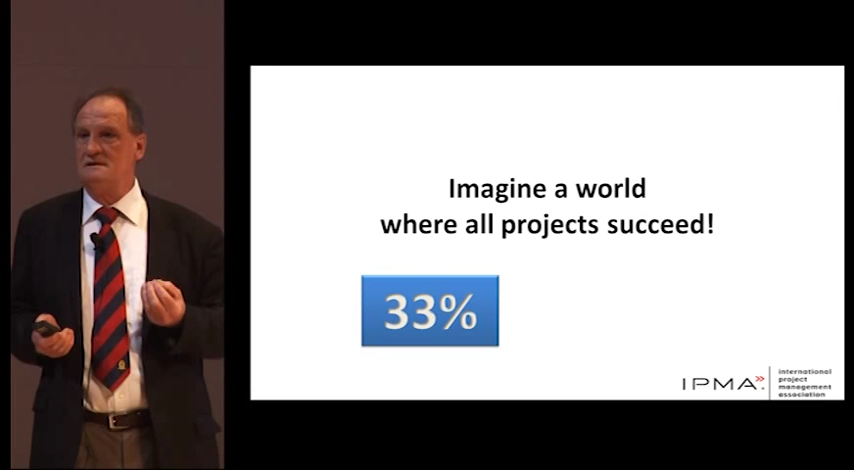 Imagine a world
where all projects succeed!
33%
IPMA
international
project
management
association